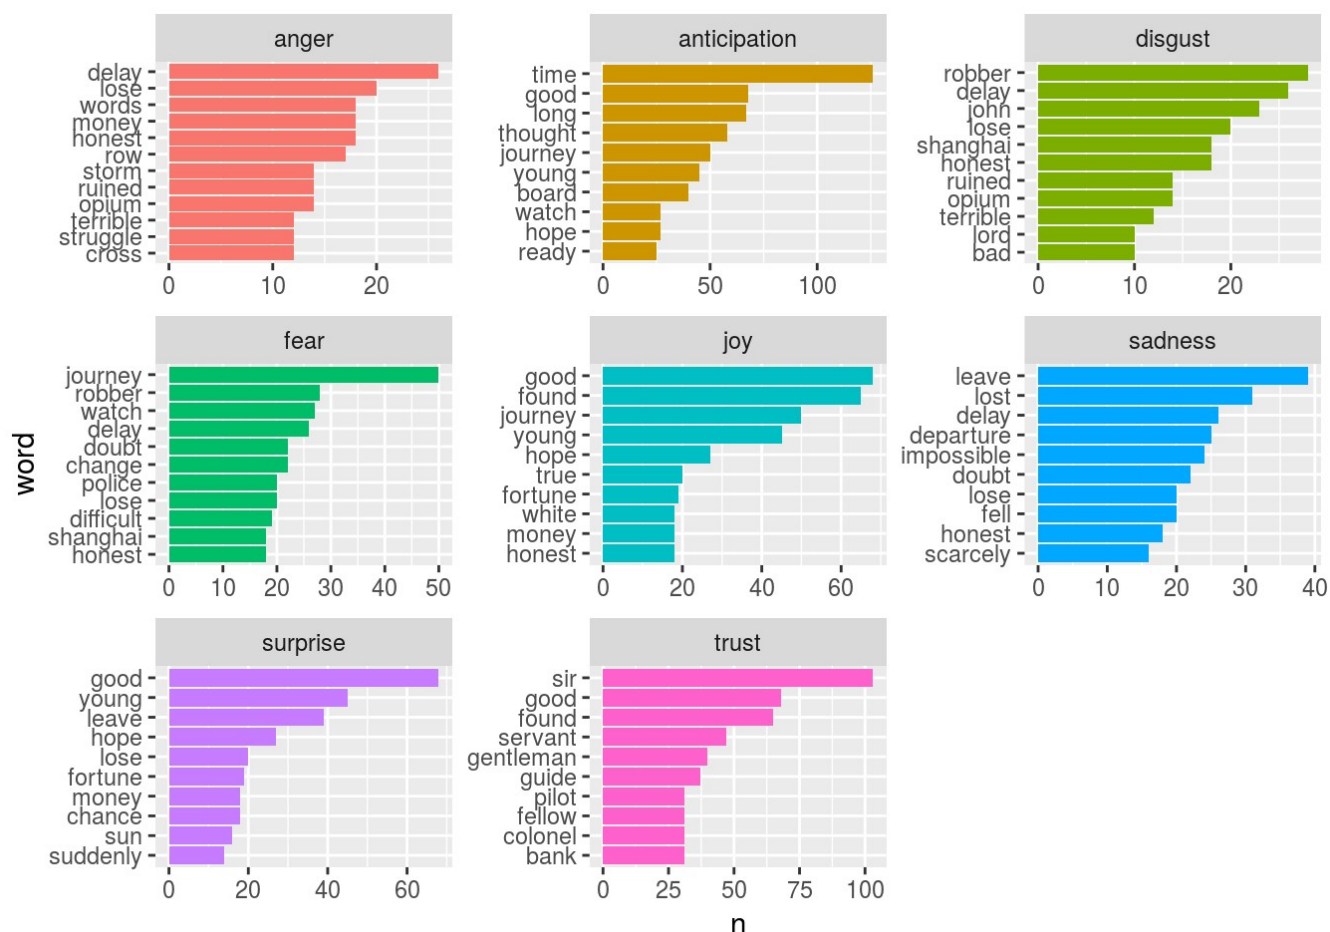 anger
delay
lose
words
money
honest
row
storm
ruined
opium
terrible
struggle
cross
0 10 20
anticipation
time
good
long
thought
journey
young
board
watch
hope
ready
0 50 100
disgust
robber
delay
john
lose
shanghai
honest
ruined
opium
terrible
lord
bad
0 10 20
fear
journey
robber
watch
delay
doubt
change
police
lose
difficult
shanghai
honest
0 10 20 30 40 50
joy
good
found
journey
young
hope
true
fortune
white
money
honest
0 20 40 60
sadness
leave
lost
delay
departure
impossible
doubt
lose
fell
honest
scarcely
0 10 20 30 40
surprise
good
young
leave
hope
lose
fortune
money
chance
sun
suddenly
0 20 40 60
trust
sir
good
found
servant
gentleman
guide
pilot
fellow
colonel
bank
0 25 50 75 100
word
n